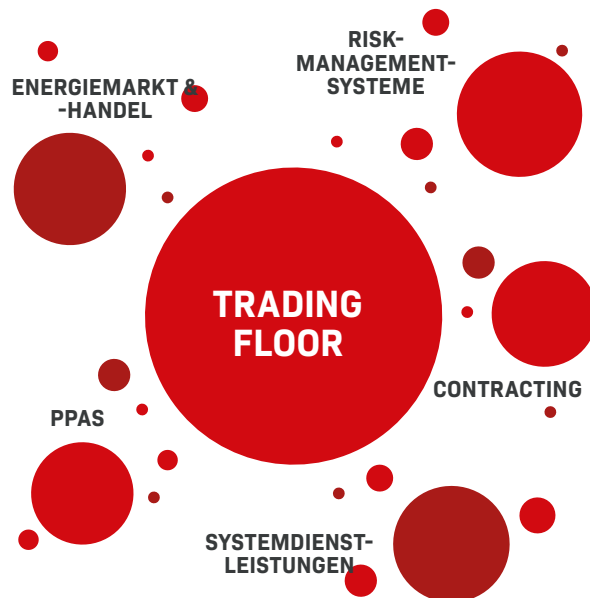 RISK-
MANAGEMENT-
SYSTEME
ENERGIEMARKT &
-HANDEL
TRADING
FLOOR
CONTRACTING
PPAS
SYSTEMDIENST-
LEISTUNGEN